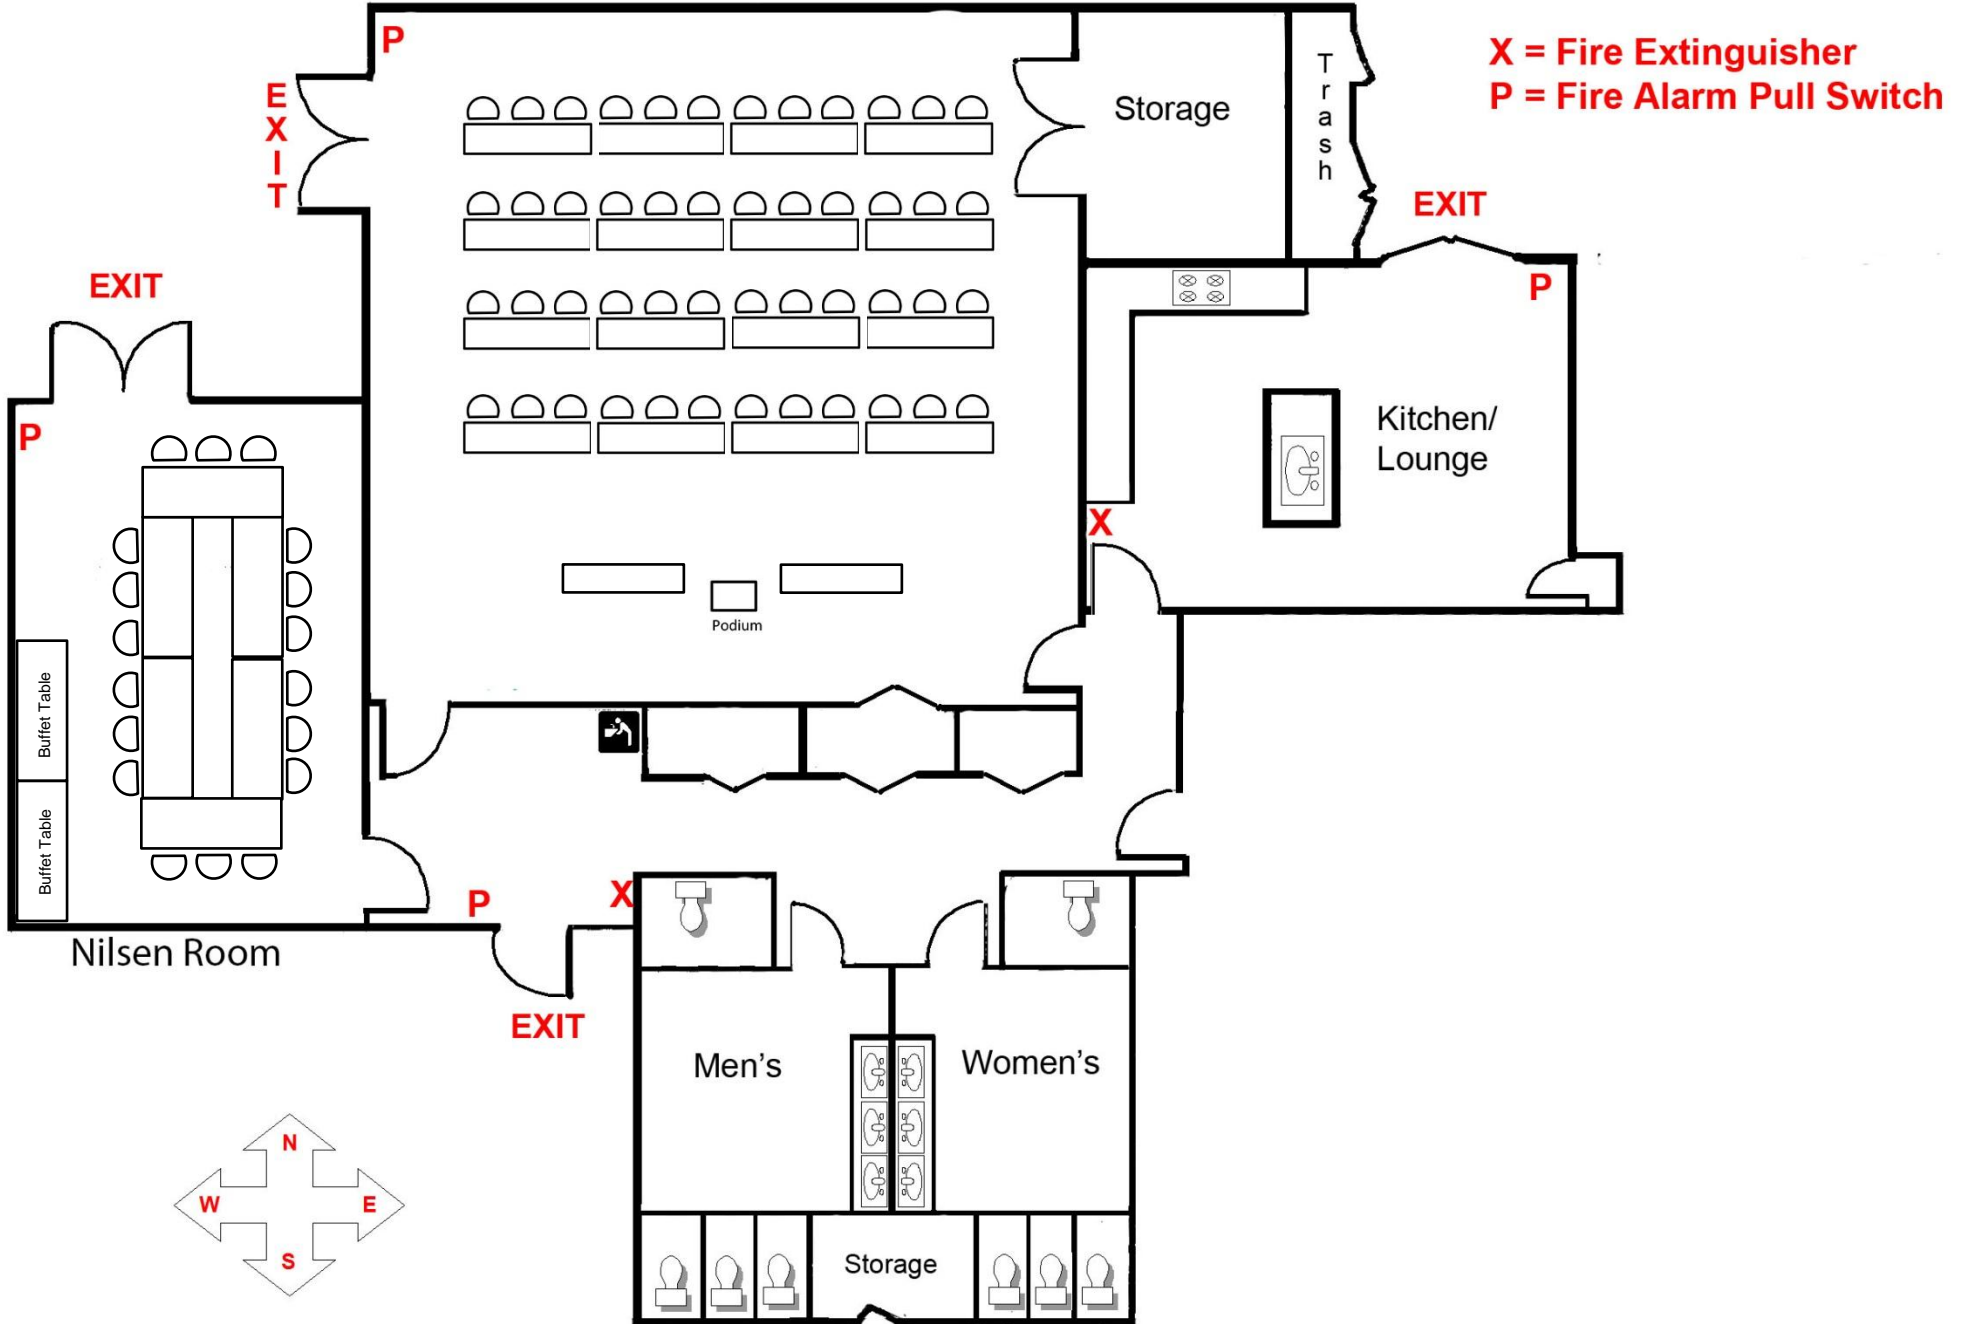 X = Fire Extinguisher
P = Fire Alarm Pull Switch
P
EXIT
Storage
Trash
EXIT
P
EXIT
P
Kitchen/
Lounge
X
Podium
Buffet Table
Buffet Table
P
X
Nilsen Room
EXIT
Men’s
Women’s
Storage
N
W
E
S